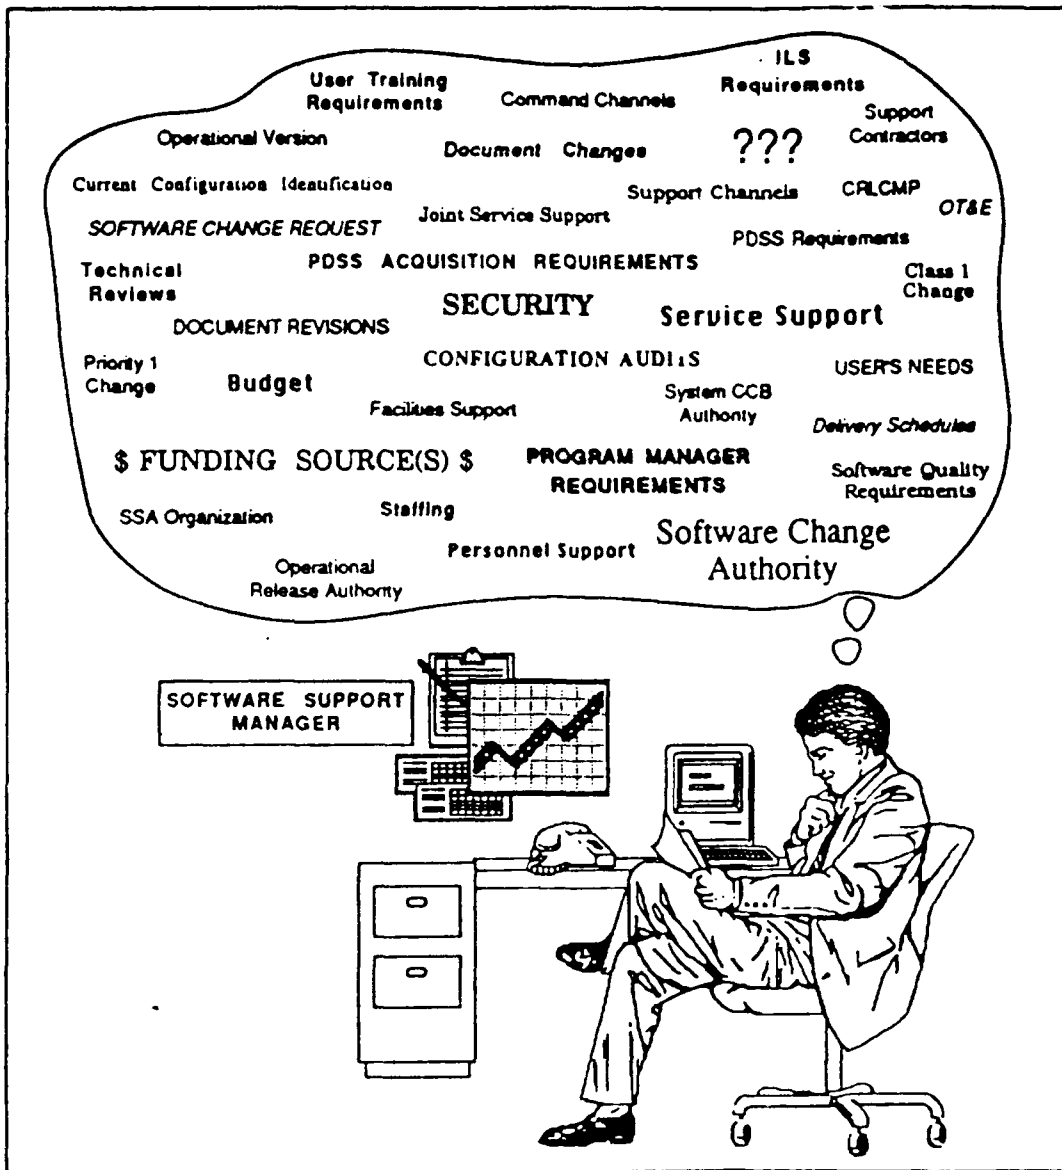 User Training
Requirements
Command Channels
ILS
Requirements
Support
Contractors
Operational Version
Document Changes
???
Current Configuration Identification
Support Channels
CRLCMP
OT&E
SOFTWARE CHANGE REQUEST
Joint Service Support
PDSS Requirements
Technical
Reviews
PDSS ACQUISITION REQUIREMENTS
Class 1
Change
SECURITY
Service Support
DOCUMENT REVISIONS
CONFIGURATION AUDITS
Priority 1
Change
Budget
USER'S NEEDS
Facilities Support
System CCB
Authority
Delivery Schedules
$ FUNDING SOURCE(S) $
PROGRAM MANAGER
REQUIREMENTS
Software Quality
Requirements
SSA Organization
Staffing
Personnel Support
Software Change
Authority
Operational
Release Authority
SOFTWARE SUPPORT
MANAGER